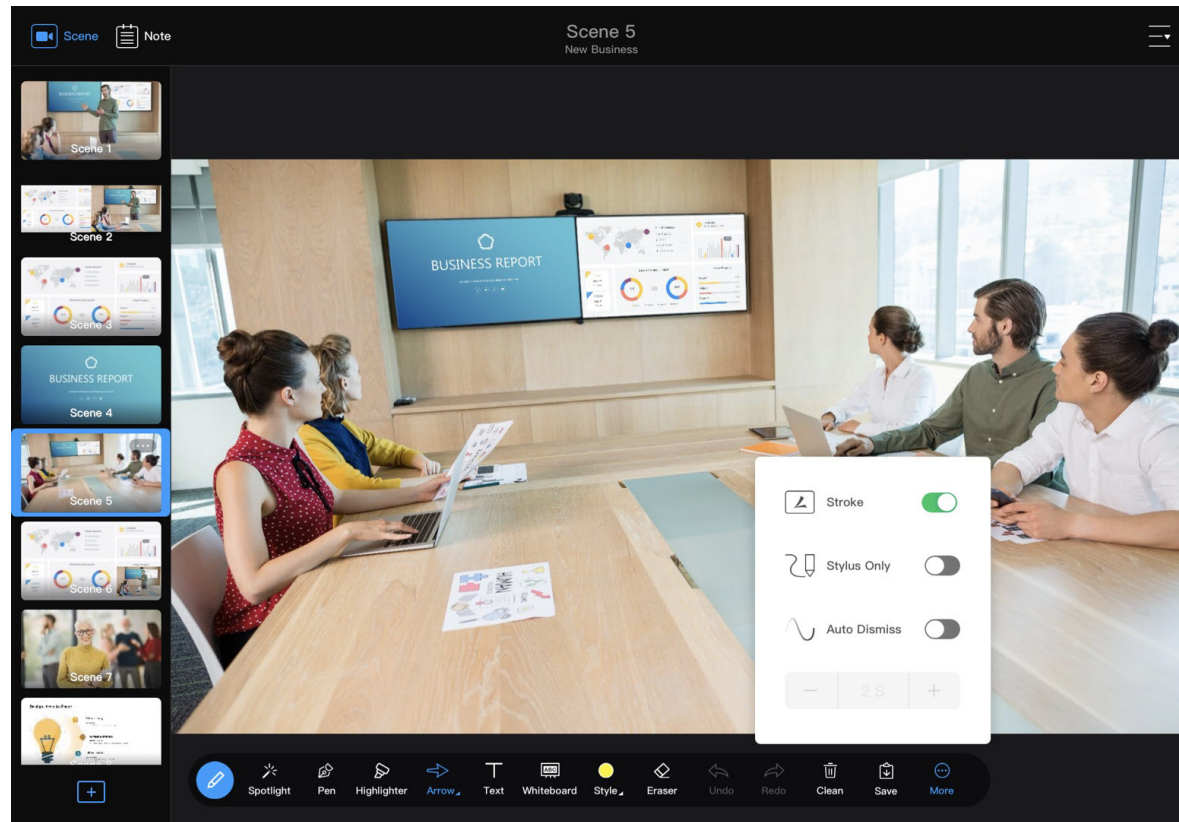 Scene
Note
Scene 5
New Business
Scene 1
Scene 2
Scene 3
BUSINESS REPORT
Scene 4
Scene 5
Scene 6
Scene 7
BUSINESS REPORT
Stroke
Stylus Only
Auto Dismiss
2 S
Spotlight
Pen
Highlighter
Arrow
Text
ABC
Whiteboard
Style
Eraser
Undo
Redo
Clean
Save
More